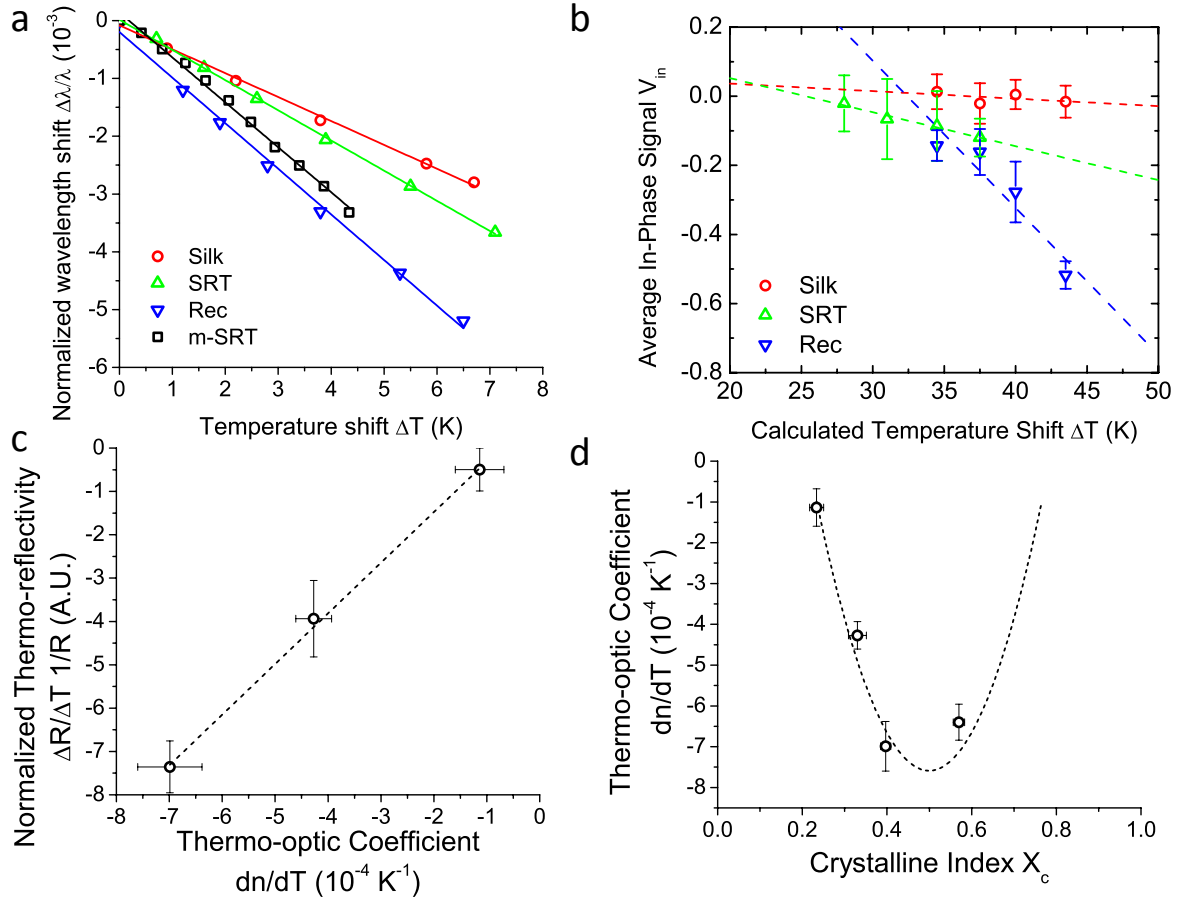 a
Normalized wavelength shift Δλ/λ (10⁻³)
0
-1
-2
-3
-4
-5
-6
Silk
SRT
Rec
m-SRT
0 1 2 3 4 5 6 7 8
Temperature shift ΔT (K)
b
Average In-Phase Signal V_in
0.2
0.0
-0.2
-0.4
-0.6
-0.8
Silk
SRT
Rec
20 25 30 35 40 45 50
Calculated Temperature Shift ΔT (K)
c
Normalized Thermo-reflectivity
ΔR/ΔT 1/R (A.U.)
0
-1
-2
-3
-4
-5
-6
-7
-8
-8 -7 -6 -5 -4 -3 -2 -1 0
Thermo-optic Coefficient
dn/dT (10⁻⁴ K⁻¹)
d
Thermo-optic Coefficient
dn/dT (10⁻⁴ K⁻¹)
0
-1
-2
-3
-4
-5
-6
-7
-8
0.0 0.2 0.4 0.6 0.8 1.0
Crystalline Index X_c